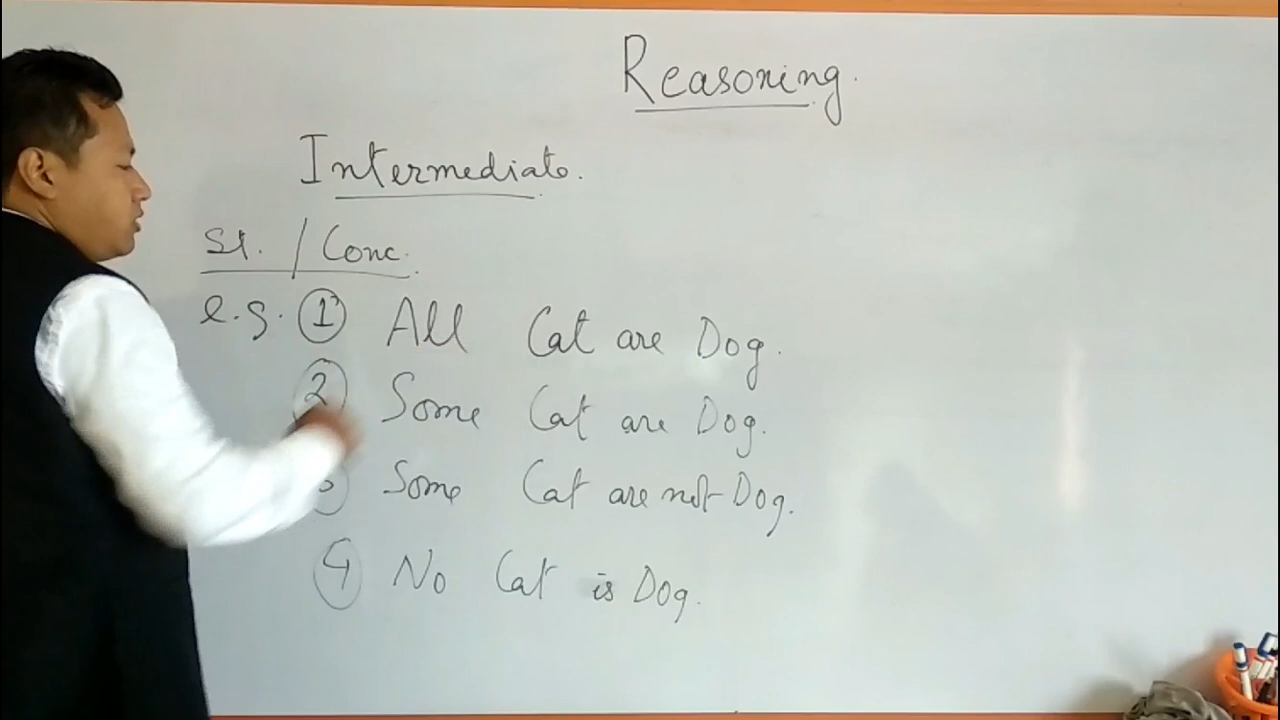 Reasoning.
Intermediate.
St. / Conc.
e.g. 1 All Cat are Dog.
2 Some Cat are Dog.
3 Some Cat are not Dog.
4 No Cat is Dog.